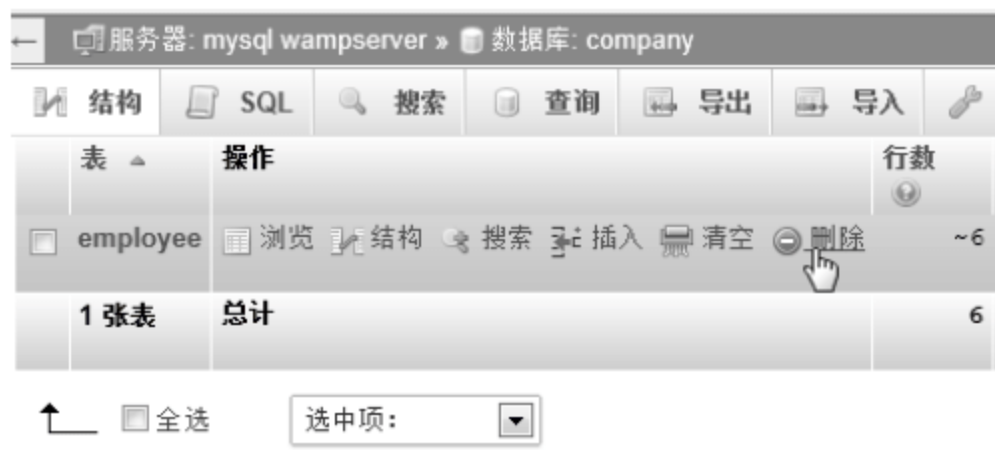 服务器: mysql wampserver » 数据库: company
结构 SQL 搜索 查询 导出 导入
表 操作 行数
employee 浏览 结构 搜索 插入 清空 删除 ~6
1 张表 总计 6
全选 选中项: